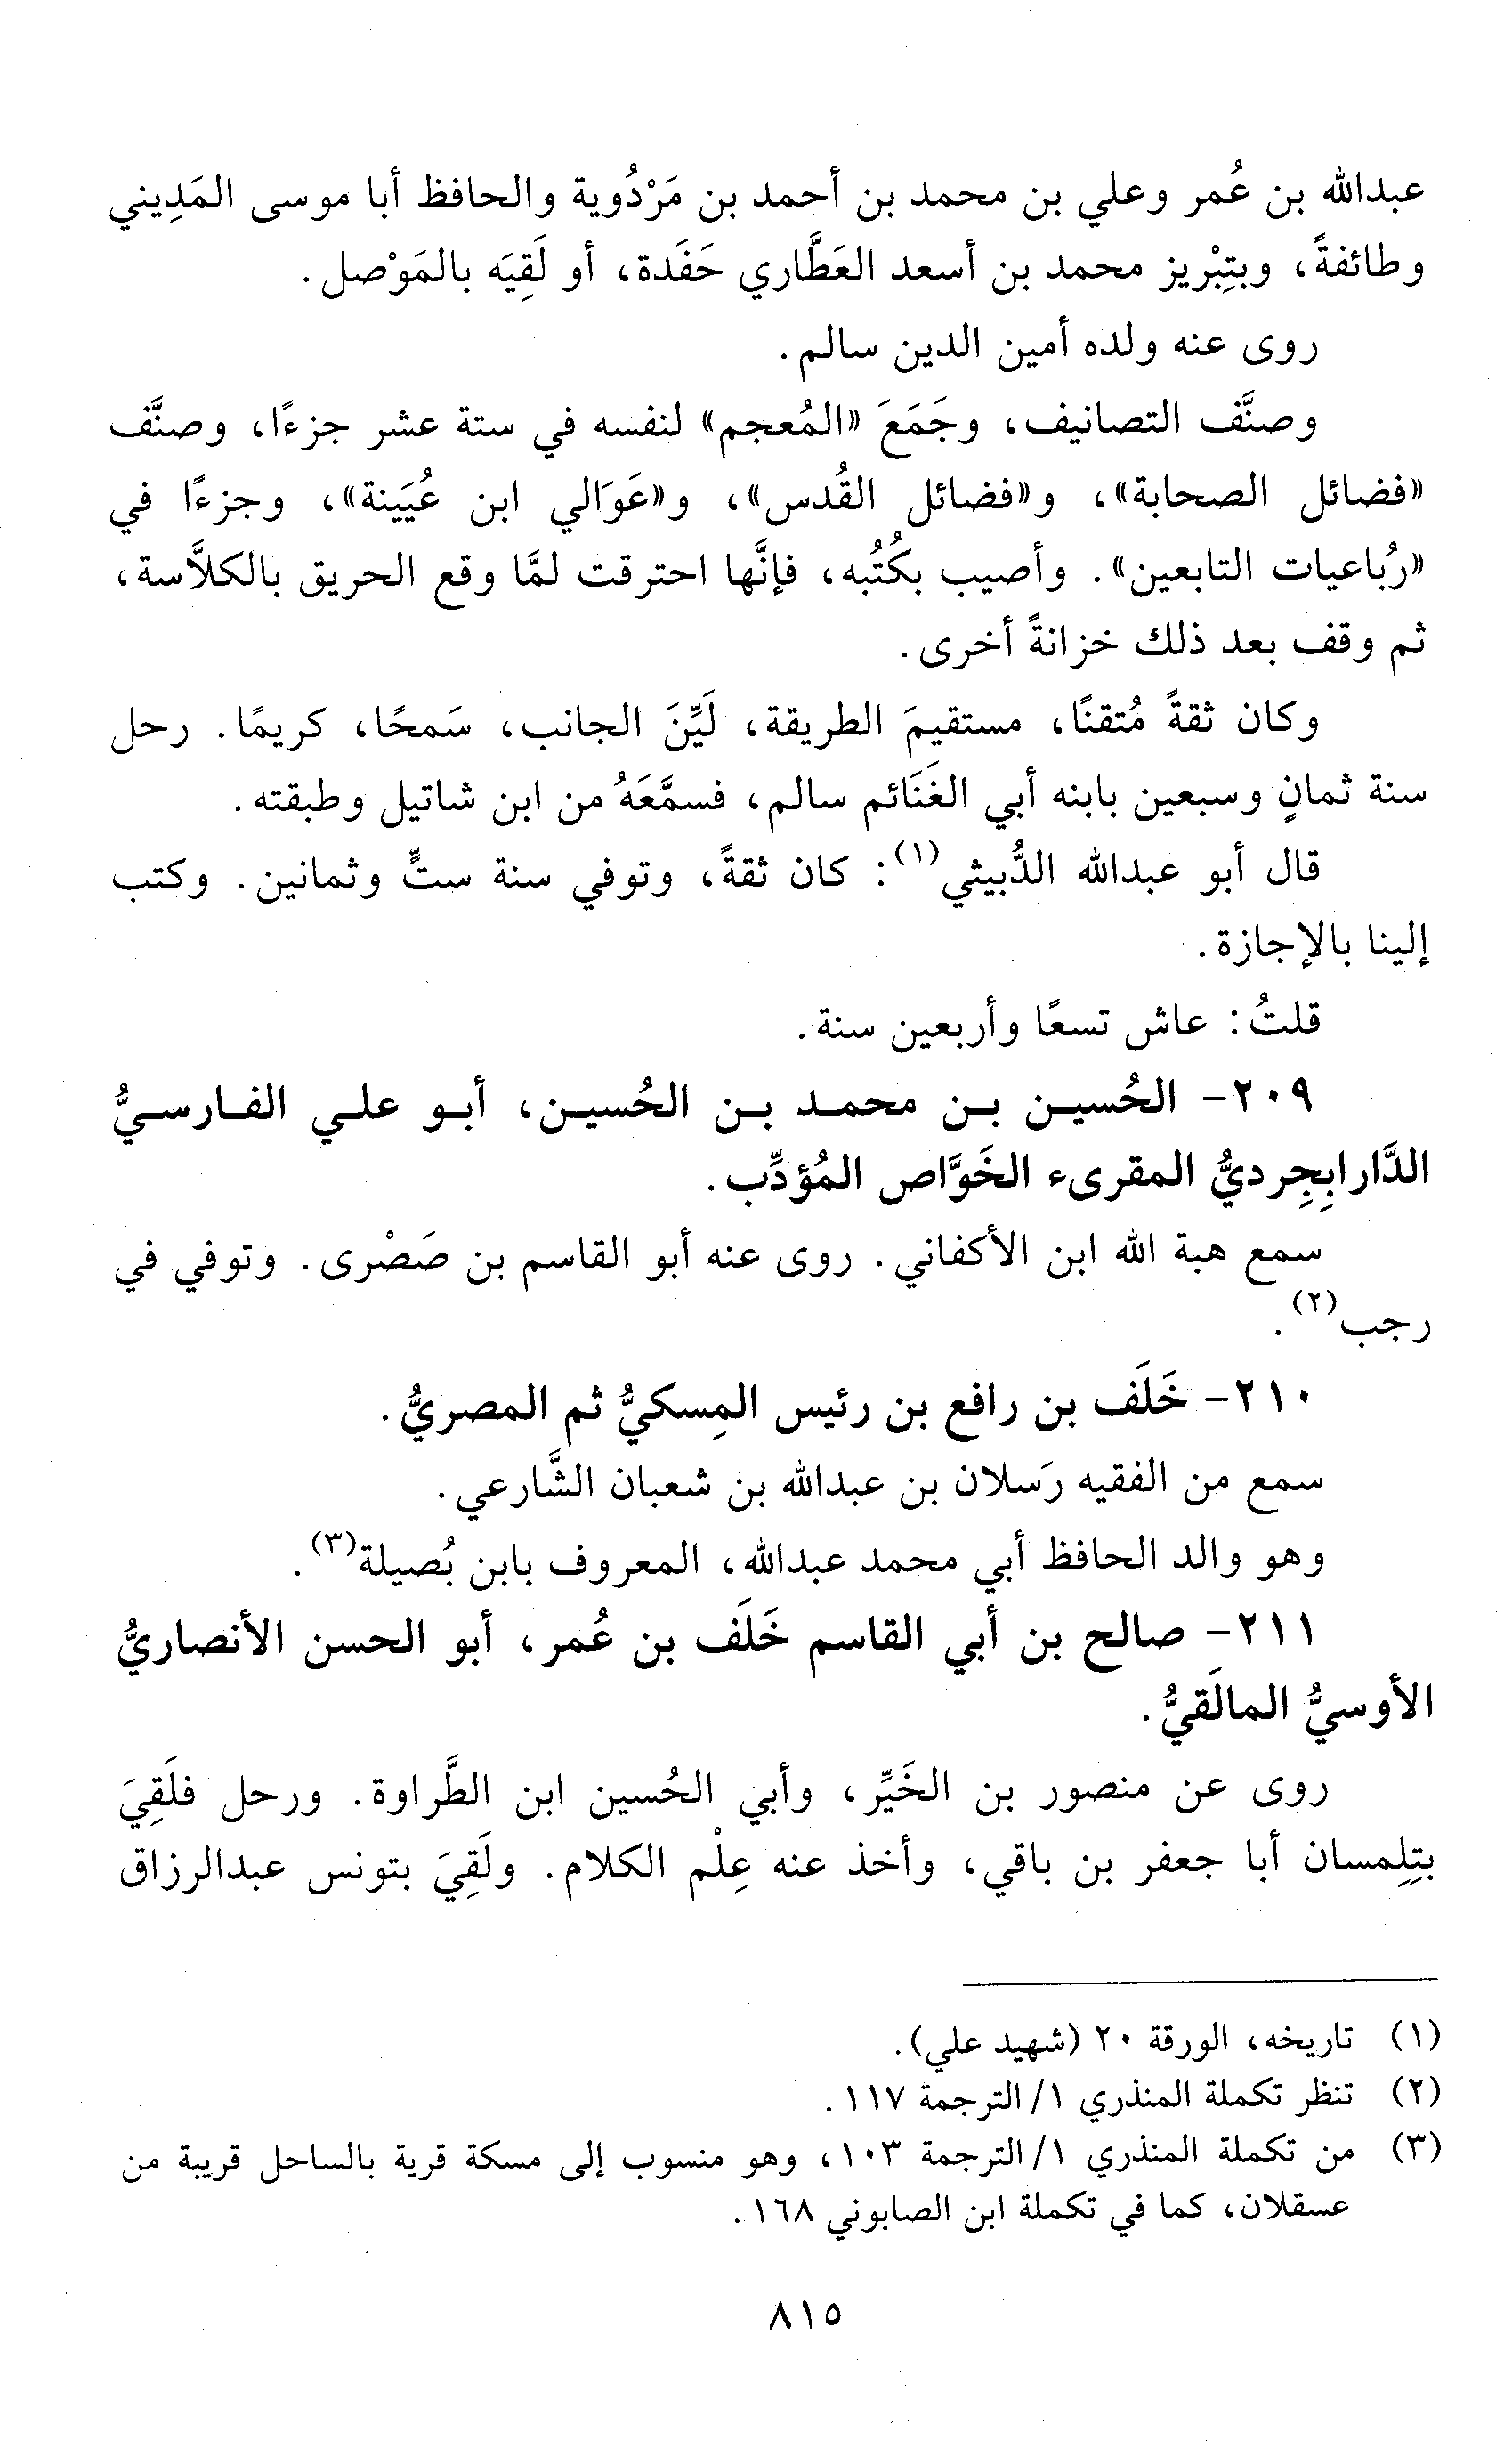 عبدالله بن عُمر وعلي بن محمد بن أحمد بن مَرْدُوية والحافظ أبا موسى المَدِيني
وطائفةً، وبتِبْريز محمد بن أسعد العَطَّاري حَفَدة، أو لَقِيَه بالمَوْصل.
روى عنه ولده أمين الدين سالم.
وصنَّف التصانيف، وجَمَعَ «المُعجم» لنفسه في ستة عشر جزءًا، وصنَّف
«فضائل الصحابة»، و«فضائل القُدس»، و«عَوَالي ابن عُيَينة»، وجزءًا في
«رُباعيات التابعين». وأصيب بكُتُبه، فإنَّها احترقت لمَّا وقع الحريق بالكلاَّسة،
ثم وقف بعد ذلك خزانةً أخرى.
وكان ثقةً مُتقنًا، مستقيمَ الطريقة، لَيِّنَ الجانب، سَمحًا، كريمًا. رحل
سنة ثمانٍ وسبعين بابنه أبي الغَنَائم سالم، فسمَّعَهُ من ابن شاتيل وطبقته.
قال أبو عبدالله الدُّبيثي(١): كان ثقةً، وتوفي سنة ستٍّ وثمانين. وكتب
إلينا بالإجازة.
قلتُ: عاش تسعًا وأربعين سنة.
٢٠٩- الحُسين بن محمد بن الحُسين، أبو علي الفارسيُّ
الدَّارابِجِرديُّ المقرىء الخَوَّاص المُؤدِّب.
سمع هبة الله ابن الأكفاني. روى عنه أبو القاسم بن صَصْرى. وتوفي في
رجب(٢).
٢١٠- خَلَف بن رافع بن رئيس المِسكيُّ ثم المصريُّ.
سمع من الفقيه رَسلان بن عبدالله بن شعبان الشَّارعي.
وهو والد الحافظ أبي محمد عبدالله، المعروف بابن بُصيلة(٣).
٢١١- صالح بن أبي القاسم خَلَف بن عُمر، أبو الحسن الأنصاريُّ
الأوسيُّ المالَقيُّ.
روى عن منصور بن الخَيِّر، وأبي الحُسين ابن الطَّراوة. ورحل فلَقِيَ
بتِلِمسان أبا جعفر بن باقي، وأخذ عنه عِلْم الكلام. ولَقِيَ بتونس عبدالرزاق
(١) تاريخه، الورقة ٢٠ (شهيد علي).
(٢) تنظر تكملة المنذري ١/ الترجمة ١١٧.
(٣) من تكملة المنذري ١/ الترجمة ١٠٣، وهو منسوب إلى مسكة قرية بالساحل قريبة من
عسقلان، كما في تكملة ابن الصابوني ١٦٨.
٨١٥